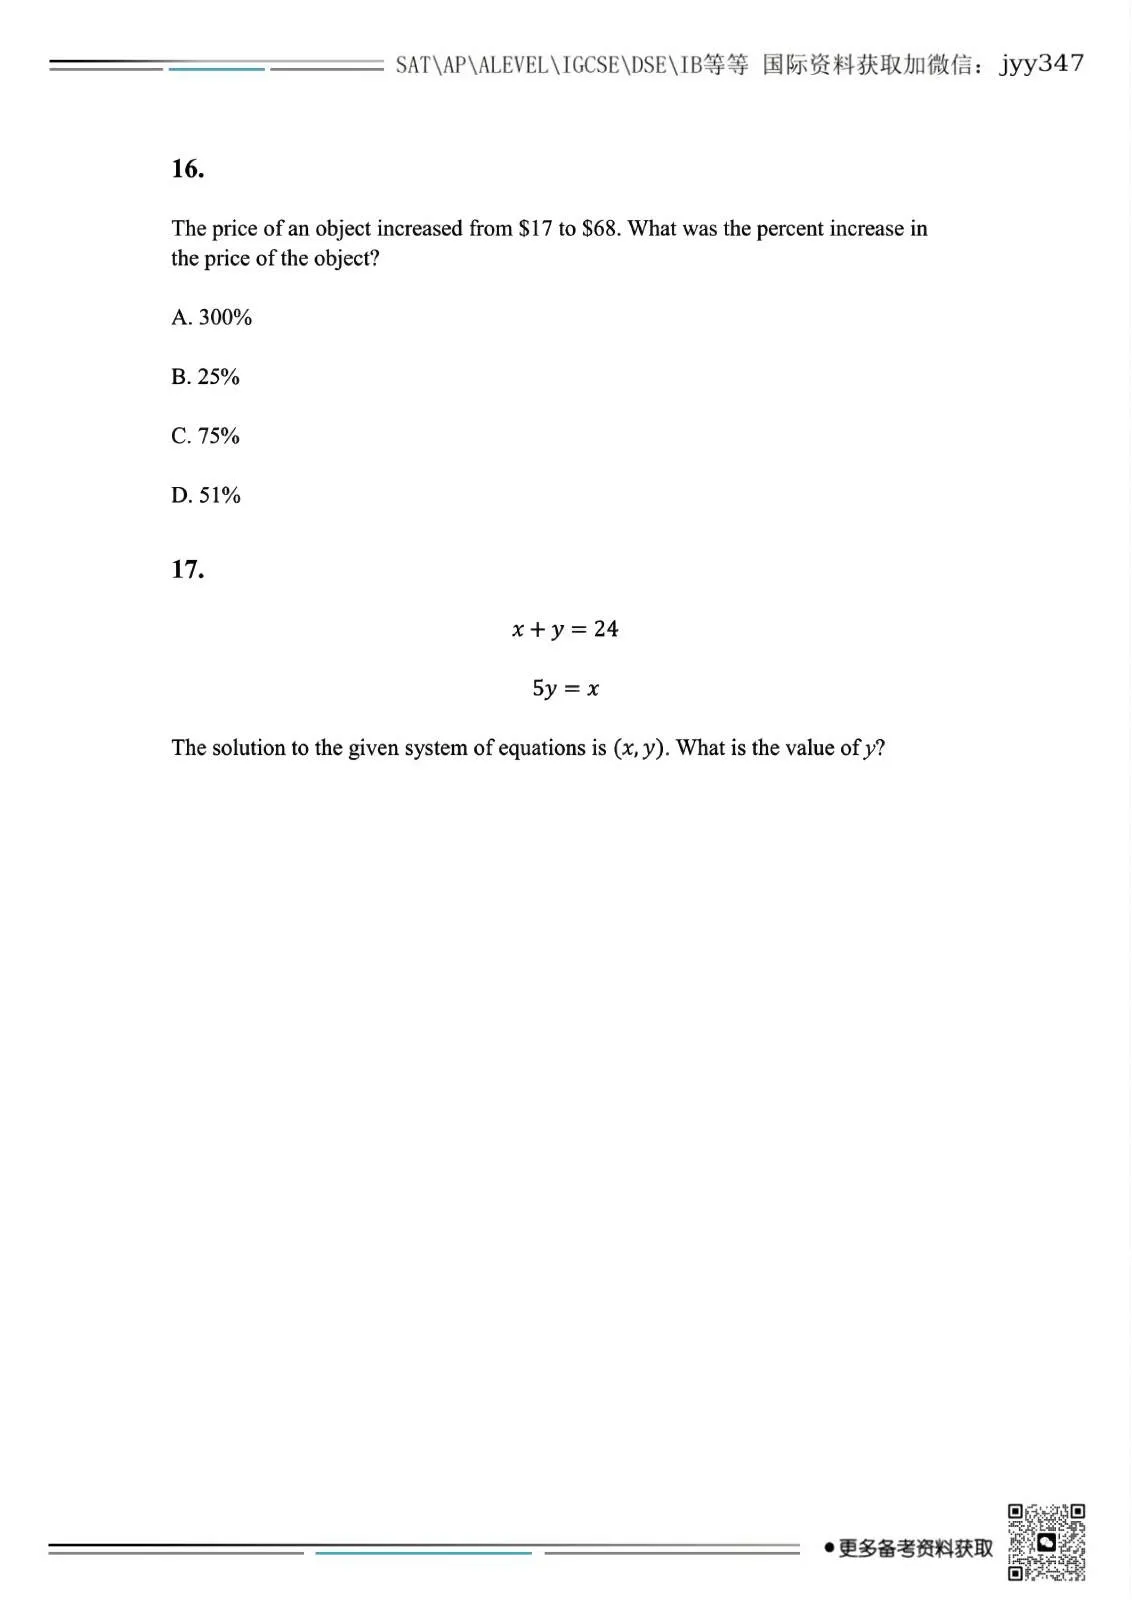 SAT\AP\ALEVEL\IGCSE\DSE\IB等等 国际资料获取加微信: jyy347
16.
The price of an object increased from $17 to $68. What was the percent increase in
the price of the object?
A. 300%
B. 25%
C. 75%
D. 51%
17.
x + y = 24
5y = x
The solution to the given system of equations is (x, y). What is the value of y?
•更多备考资料获取